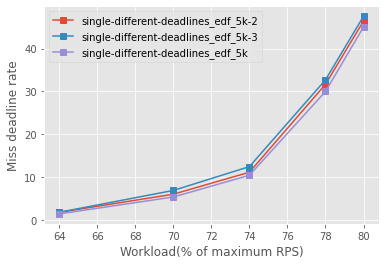 single-different-deadlines_edf_5k-2
single-different-deadlines_edf_5k-3
single-different-deadlines_edf_5k
Miss deadline rate
40
30
20
10
0
64 66 68 70 72 74 76 78 80
Workload(% of maximum RPS)